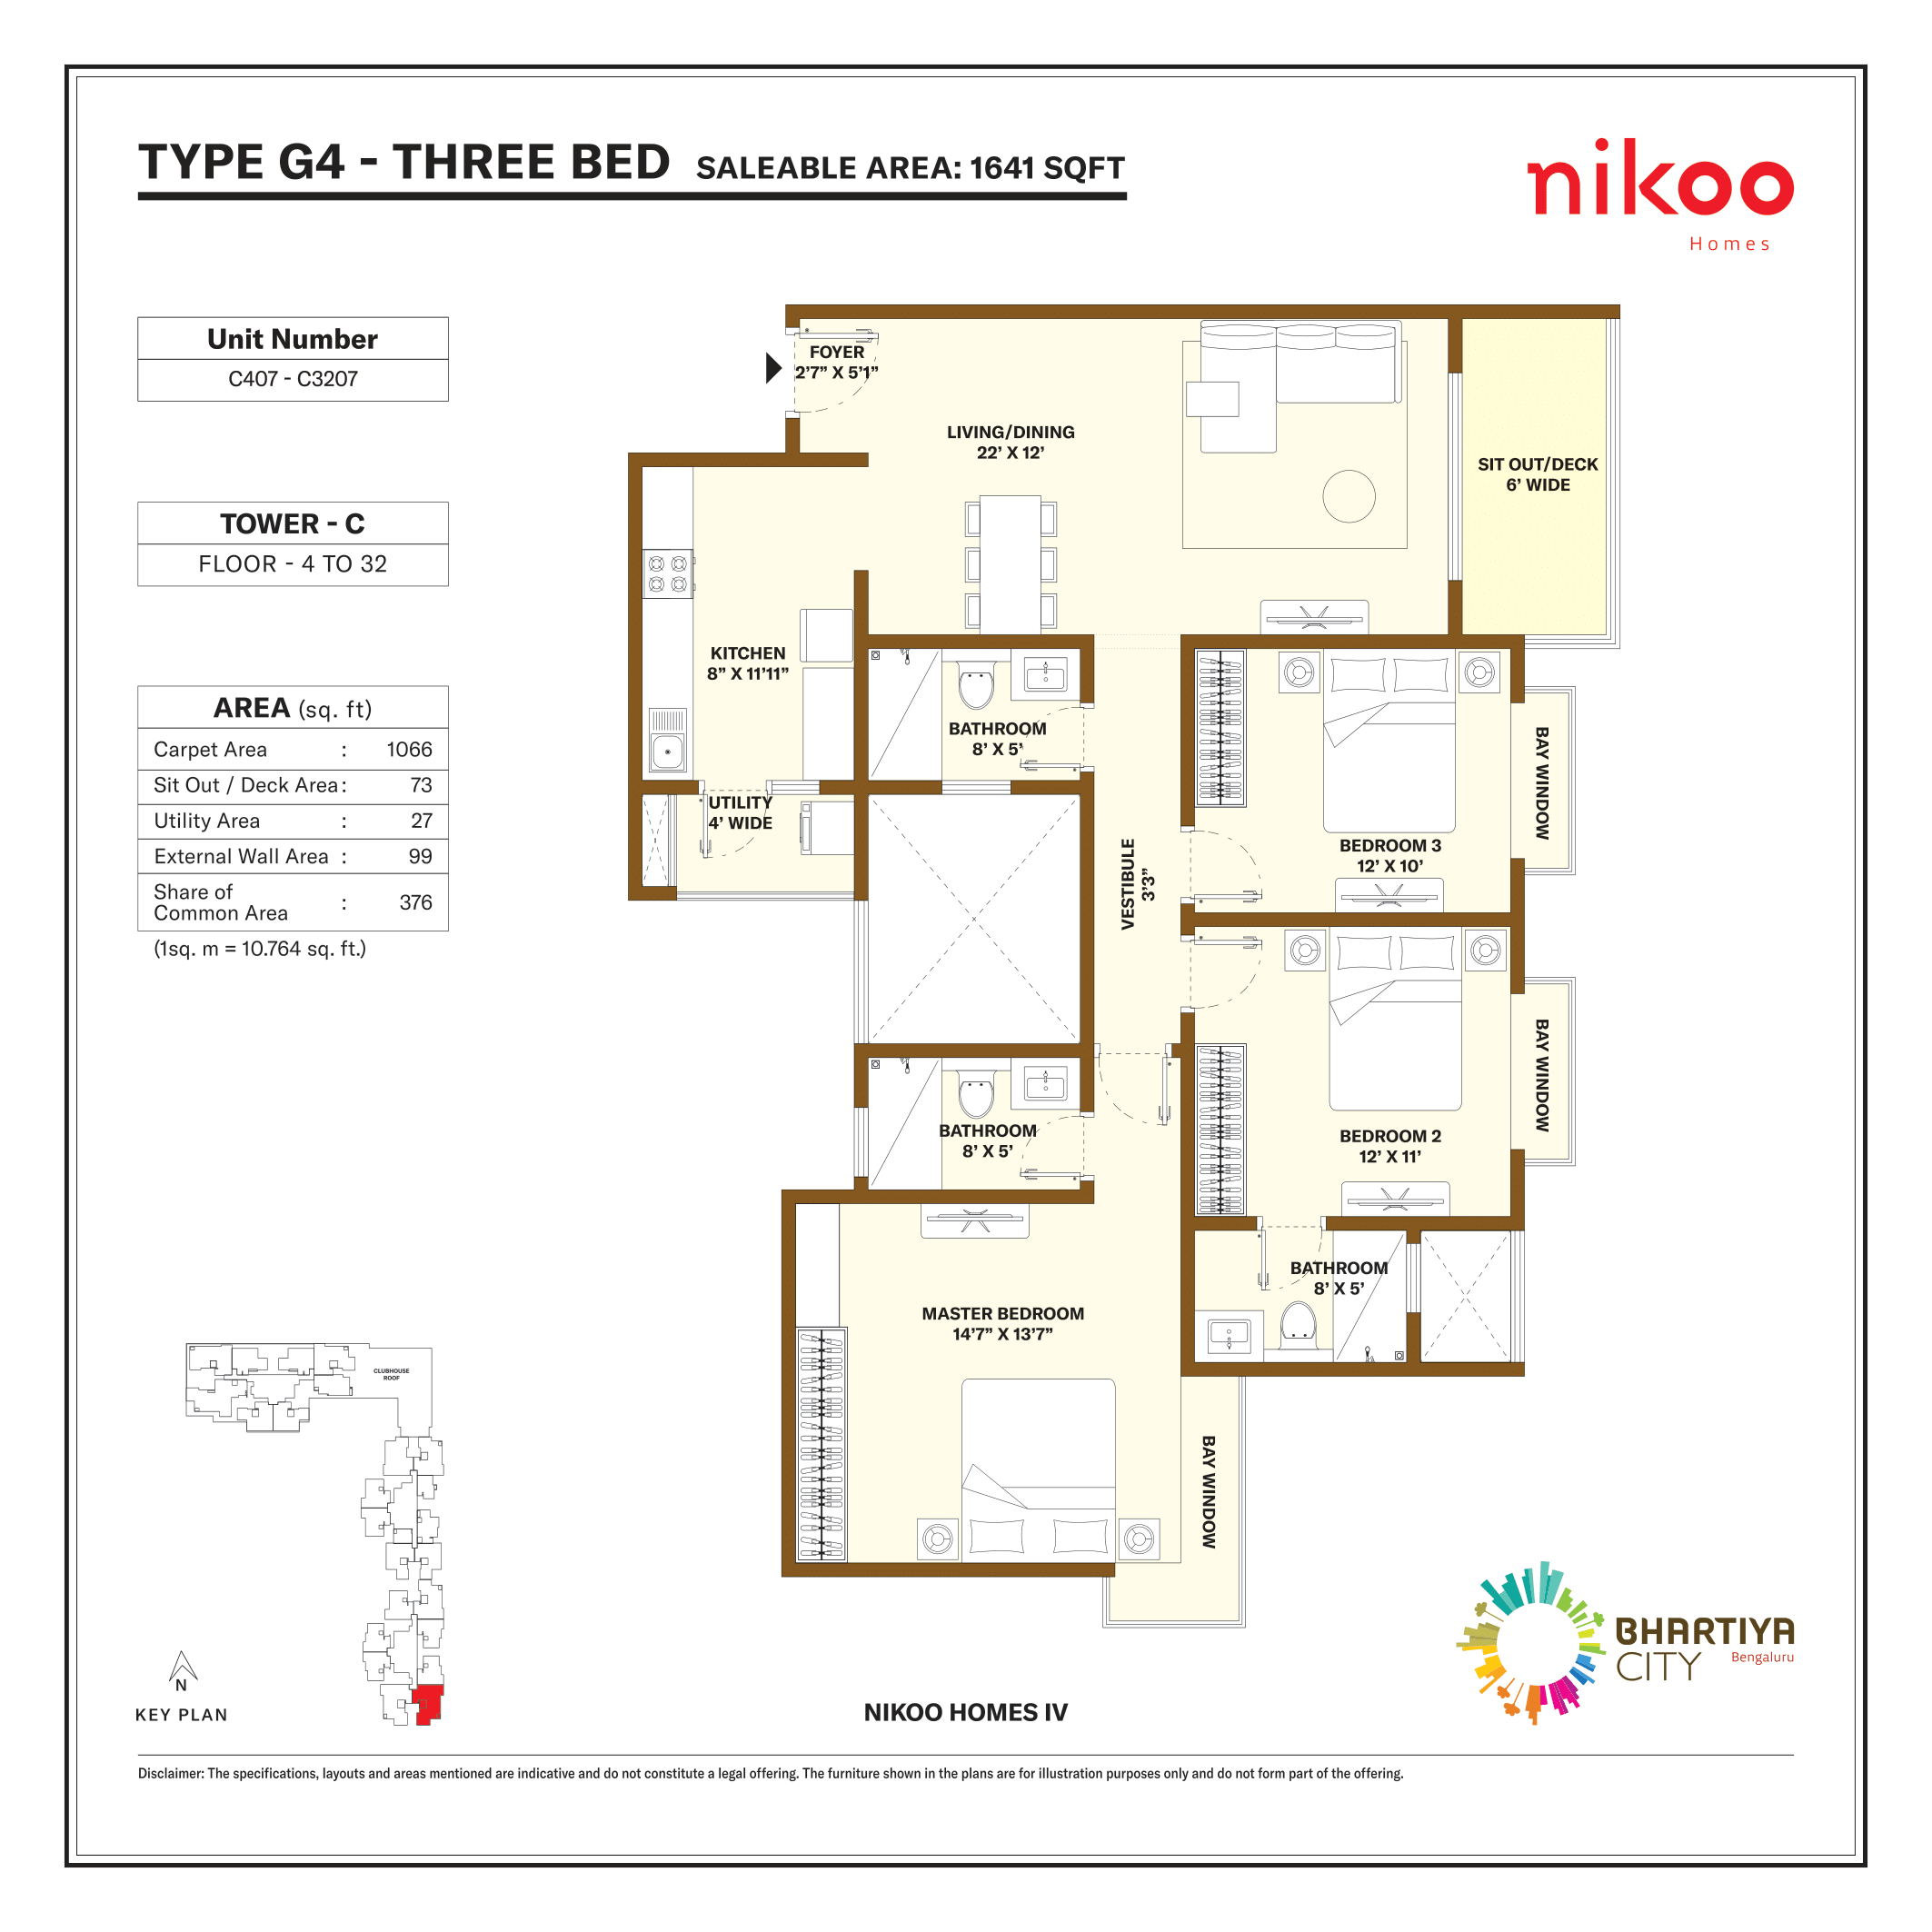 TYPE G4 - THREE BED SALEABLE AREA: 1641 SQFT
nikoo
Homes
Unit Number
C407 - C3207
TOWER - C
FLOOR - 4 TO 32
AREA (sq. ft)
Carpet Area : 1066
Sit Out / Deck Area : 73
Utility Area : 27
External Wall Area : 99
Share of
Common Area : 376
(1sq. m = 10.764 sq. ft.)
FOYER
2’7” X 5’1”
LIVING/DINING
22’ X 12’
SIT OUT/DECK
6’ WIDE
KITCHEN
8” X 11’11”
BATHROOM
8’ X 5’
UTILITY
4’ WIDE
VESTIBULE
3’3”
BEDROOM 3
12’ X 10’
BAY WINDOW
BATHROOM
8’ X 5’
BEDROOM 2
12’ X 11’
BAY WINDOW
BATHROOM
8’ X 5’
MASTER BEDROOM
14’7” X 13’7”
BAY WINDOW
CLUBHOUSE
ROOF
N
KEY PLAN
NIKOO HOMES IV
BHARTIYA
CITY Bengaluru
Disclaimer: The specifications, layouts and areas mentioned are indicative and do not constitute a legal offering. The furniture shown in the plans are for illustration purposes only and do not form part of the offering.